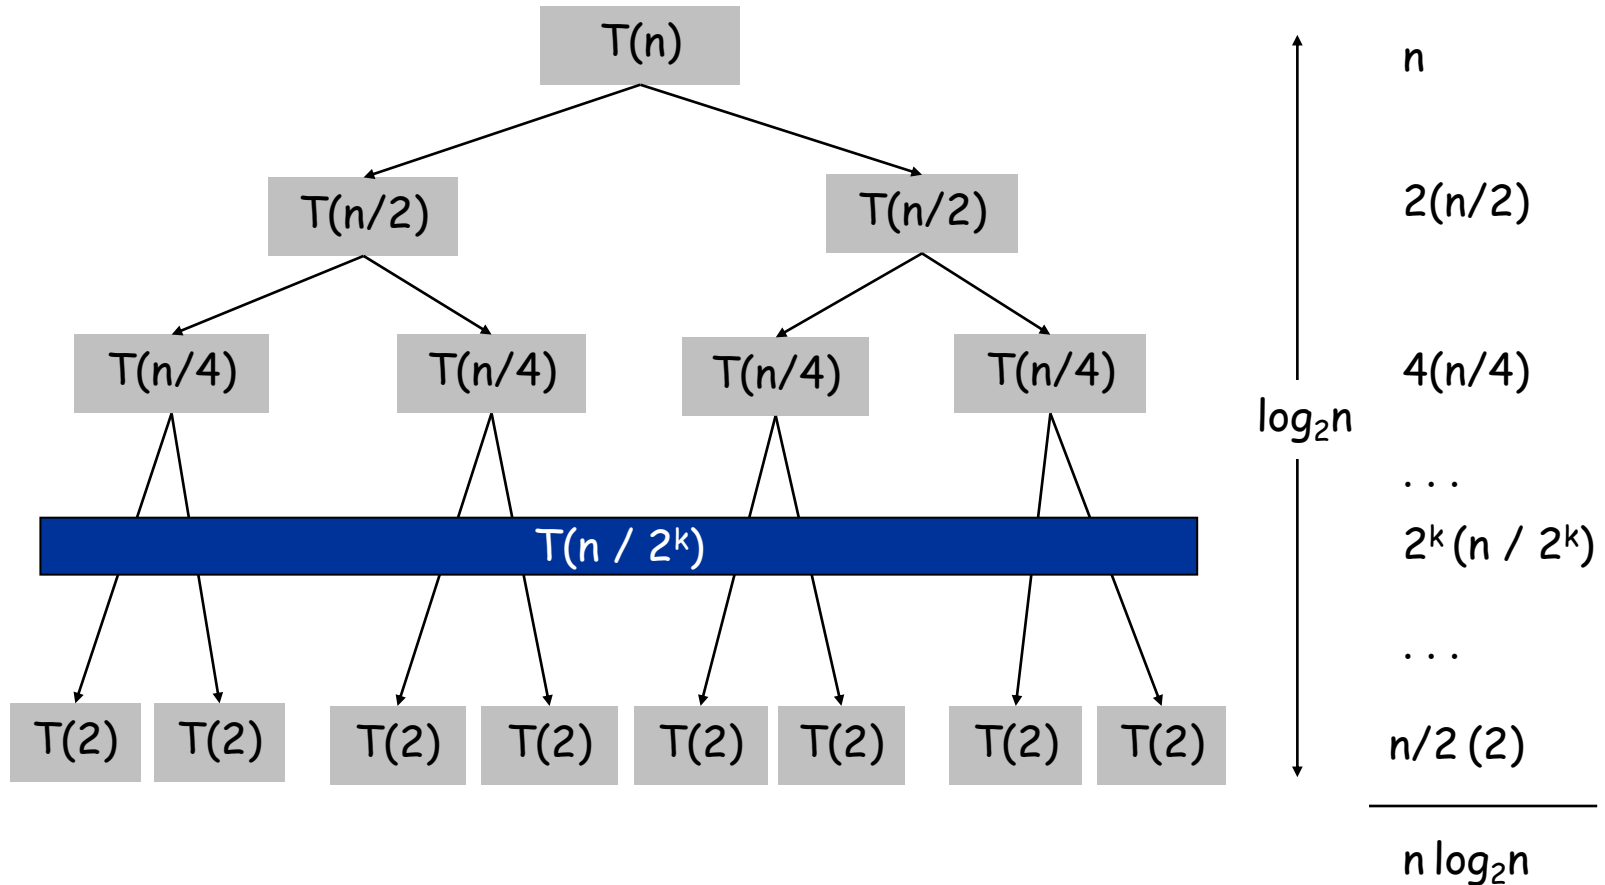 T(n)
n
T(n/2) T(n/2)
2(n/2)
T(n/4) T(n/4) T(n/4) T(n/4)
4(n/4)
log₂n
. . .
T(n / 2ᵏ)
2ᵏ (n / 2ᵏ)
. . .
T(2) T(2) T(2) T(2) T(2) T(2) T(2) T(2)
n/2 (2)
n log₂n